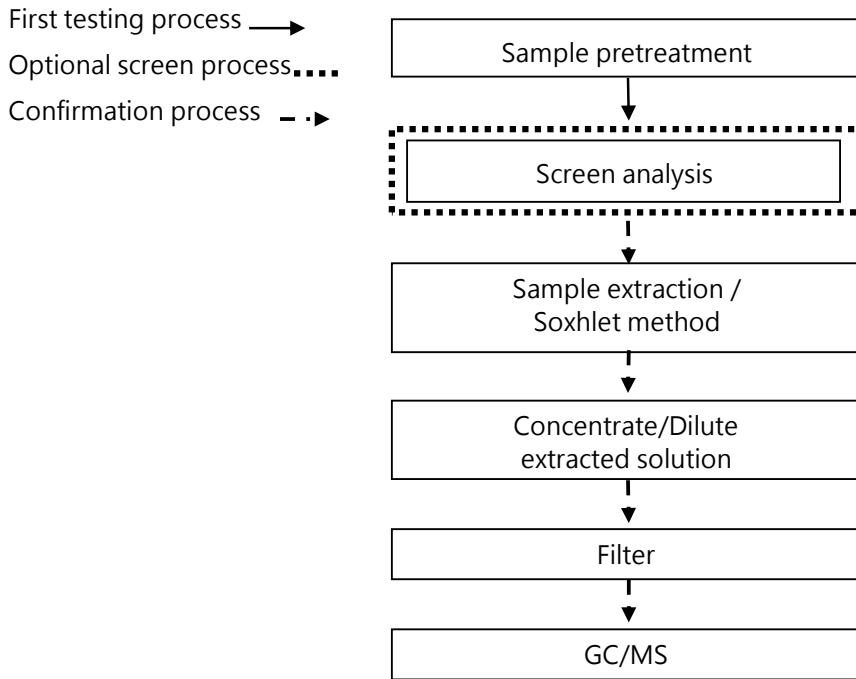 First testing process
Optional screen process
Confirmation process
Sample pretreatment
Screen analysis
Sample extraction /
Soxhlet method
Concentrate/Dilute
extracted solution
Filter
GC/MS